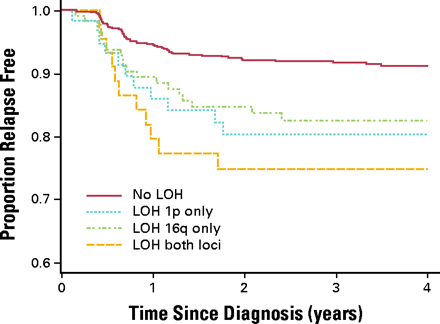 Proportion Relapse Free
1.0
0.9
0.8
0.7
0.6
No LOH
LOH 1p only
LOH 16q only
LOH both loci
0 1 2 3 4
Time Since Diagnosis (years)